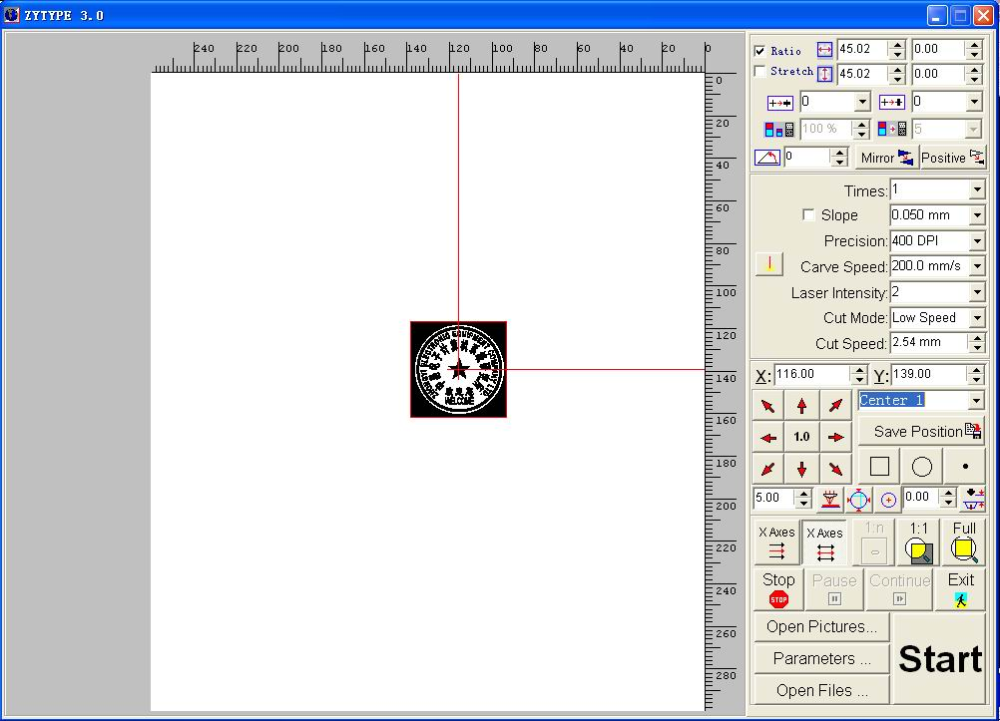 ZYTYPE 3.0
240 220 200 180 160 140 120 100 80 60 40 20 0
0
20
40
60
80
100
120
140
160
180
200
220
240
260
280
Ratio 45.02 0.00
Stretch 45.02 0.00
0 0
100 % 5
0 Mirror Positive
Times: 1
Slope 0.050 mm
Precision: 400 DPI
Carve Speed: 200.0 mm/s
Laser Intensity: 2
Cut Mode: Low Speed
Cut Speed: 2.54 mm
X: 116.00 Y: 139.00
Center 1
1.0 Save Position
5.00 0.00
X Axes X Axes 1:n 1:1 Full
Stop Pause Continue Exit
STOP
Open Pictures...
Parameters ...
Open Files ...
Start
WELCOME